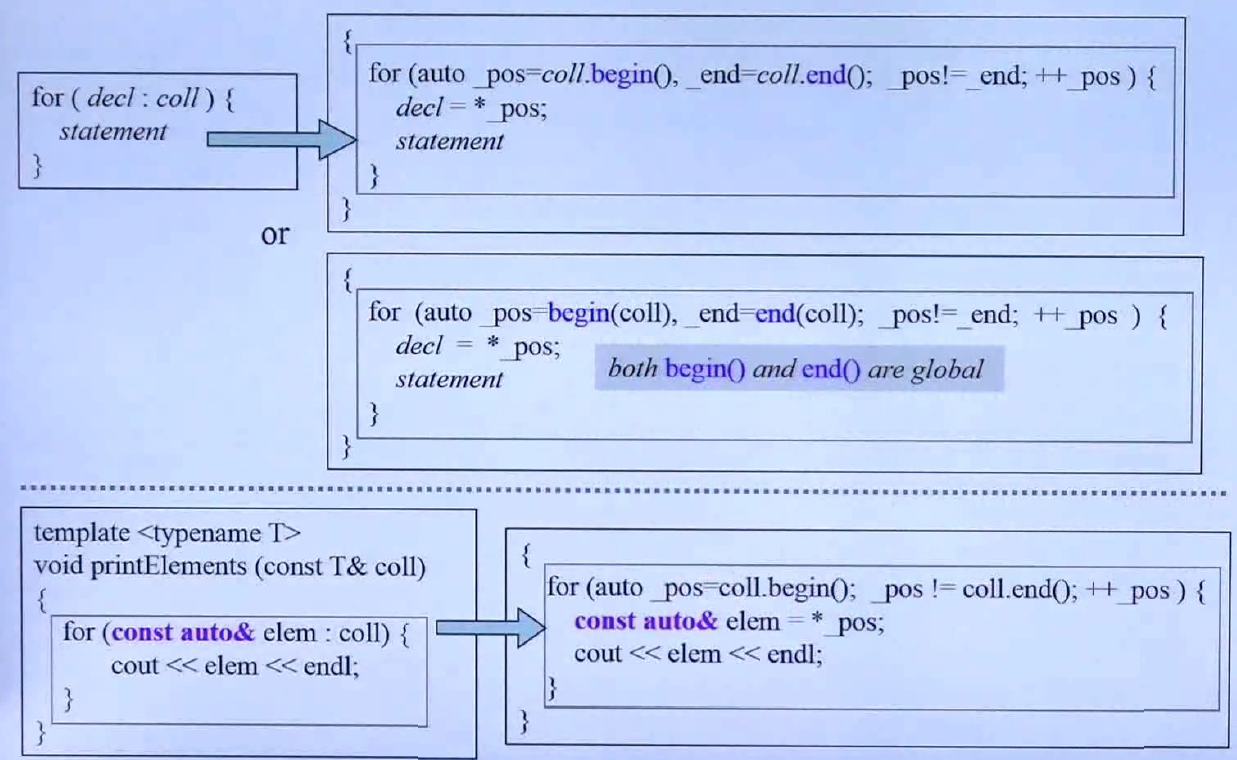 for ( decl : coll ) {
statement
}
{
for (auto _pos=coll.begin(), _end=coll.end(); _pos!=_end; ++_pos ) {
decl = *_pos;
statement
}
}
or
{
for (auto _pos=begin(coll), _end=end(coll); _pos!=_end; ++_pos ) {
decl = *_pos;
statement
both begin() and end() are global
}
}
template <typename T>
void printElements (const T& coll)
{
for (const auto& elem : coll) {
cout << elem << endl;
}
}
{
for (auto _pos=coll.begin(); _pos != coll.end(); ++_pos ) {
const auto& elem = *_pos;
cout << elem << endl;
}
}